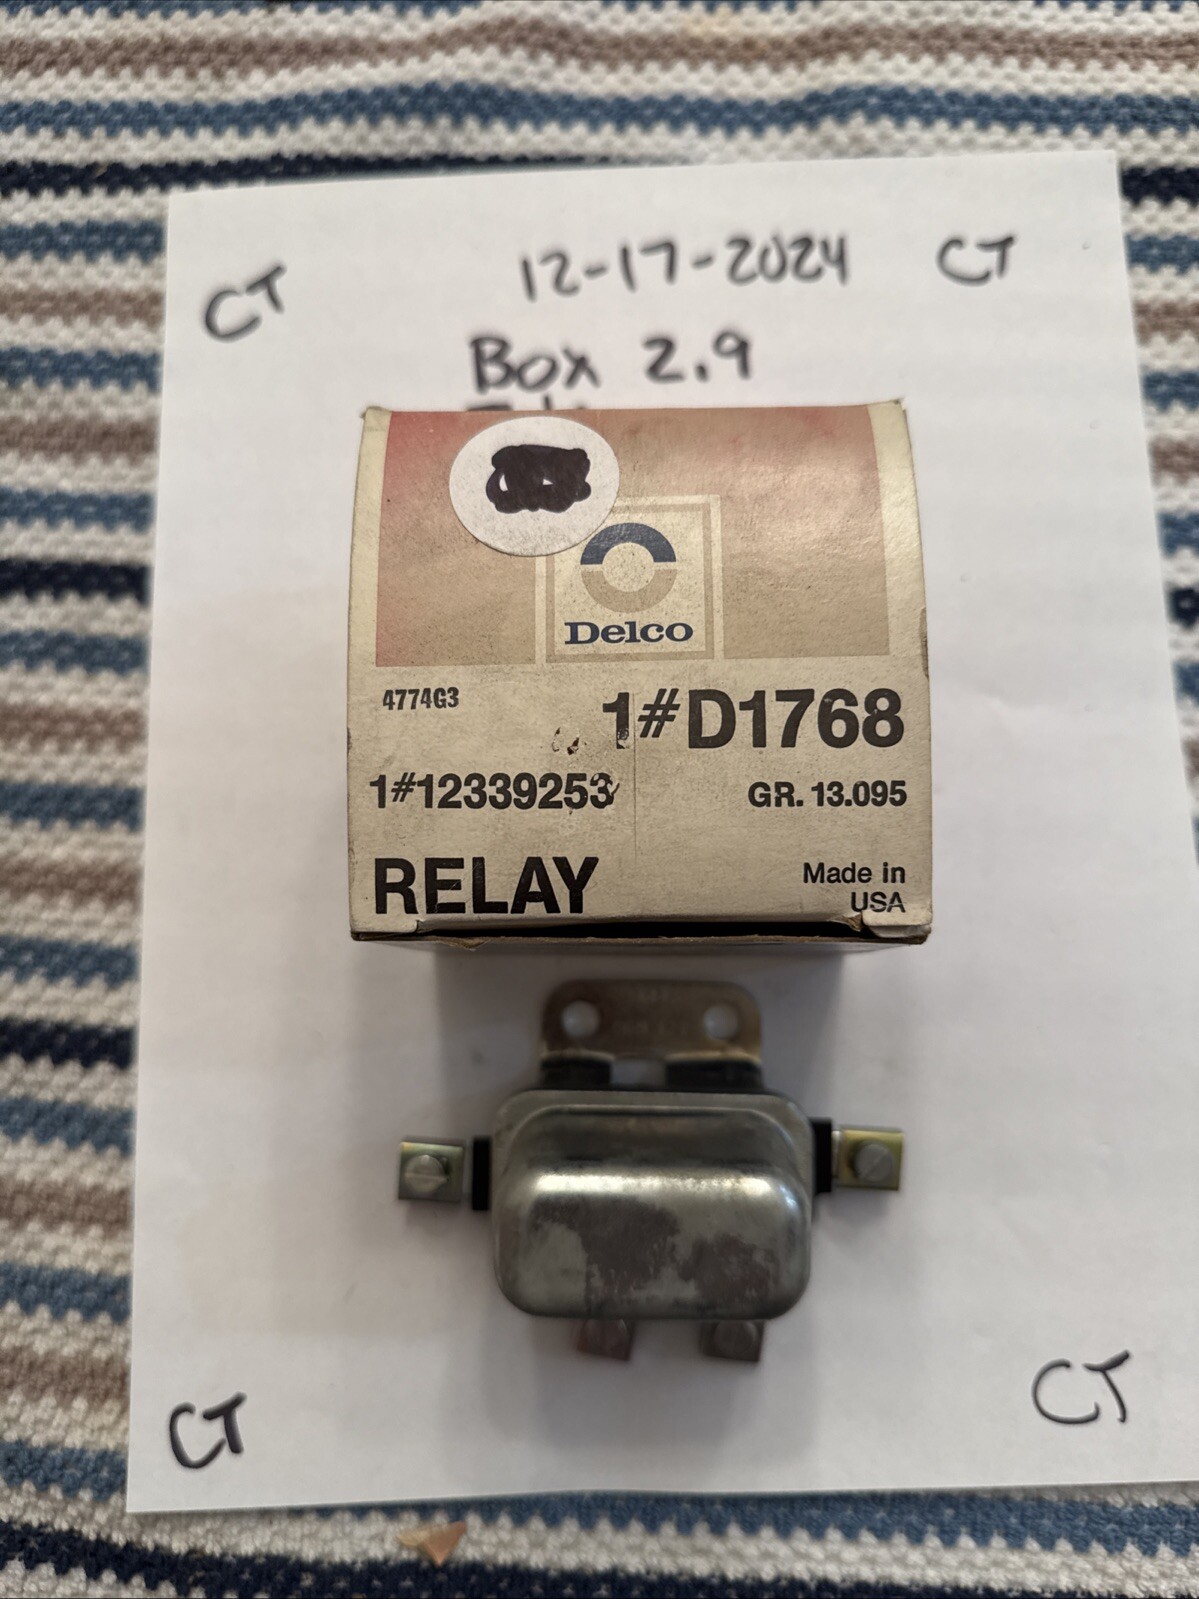 CT 12-17-2024 CT
Box 2.9
Delco
4774G3 1#D1768
1#12339253 GR. 13.095
RELAY Made in
USA
CT CT